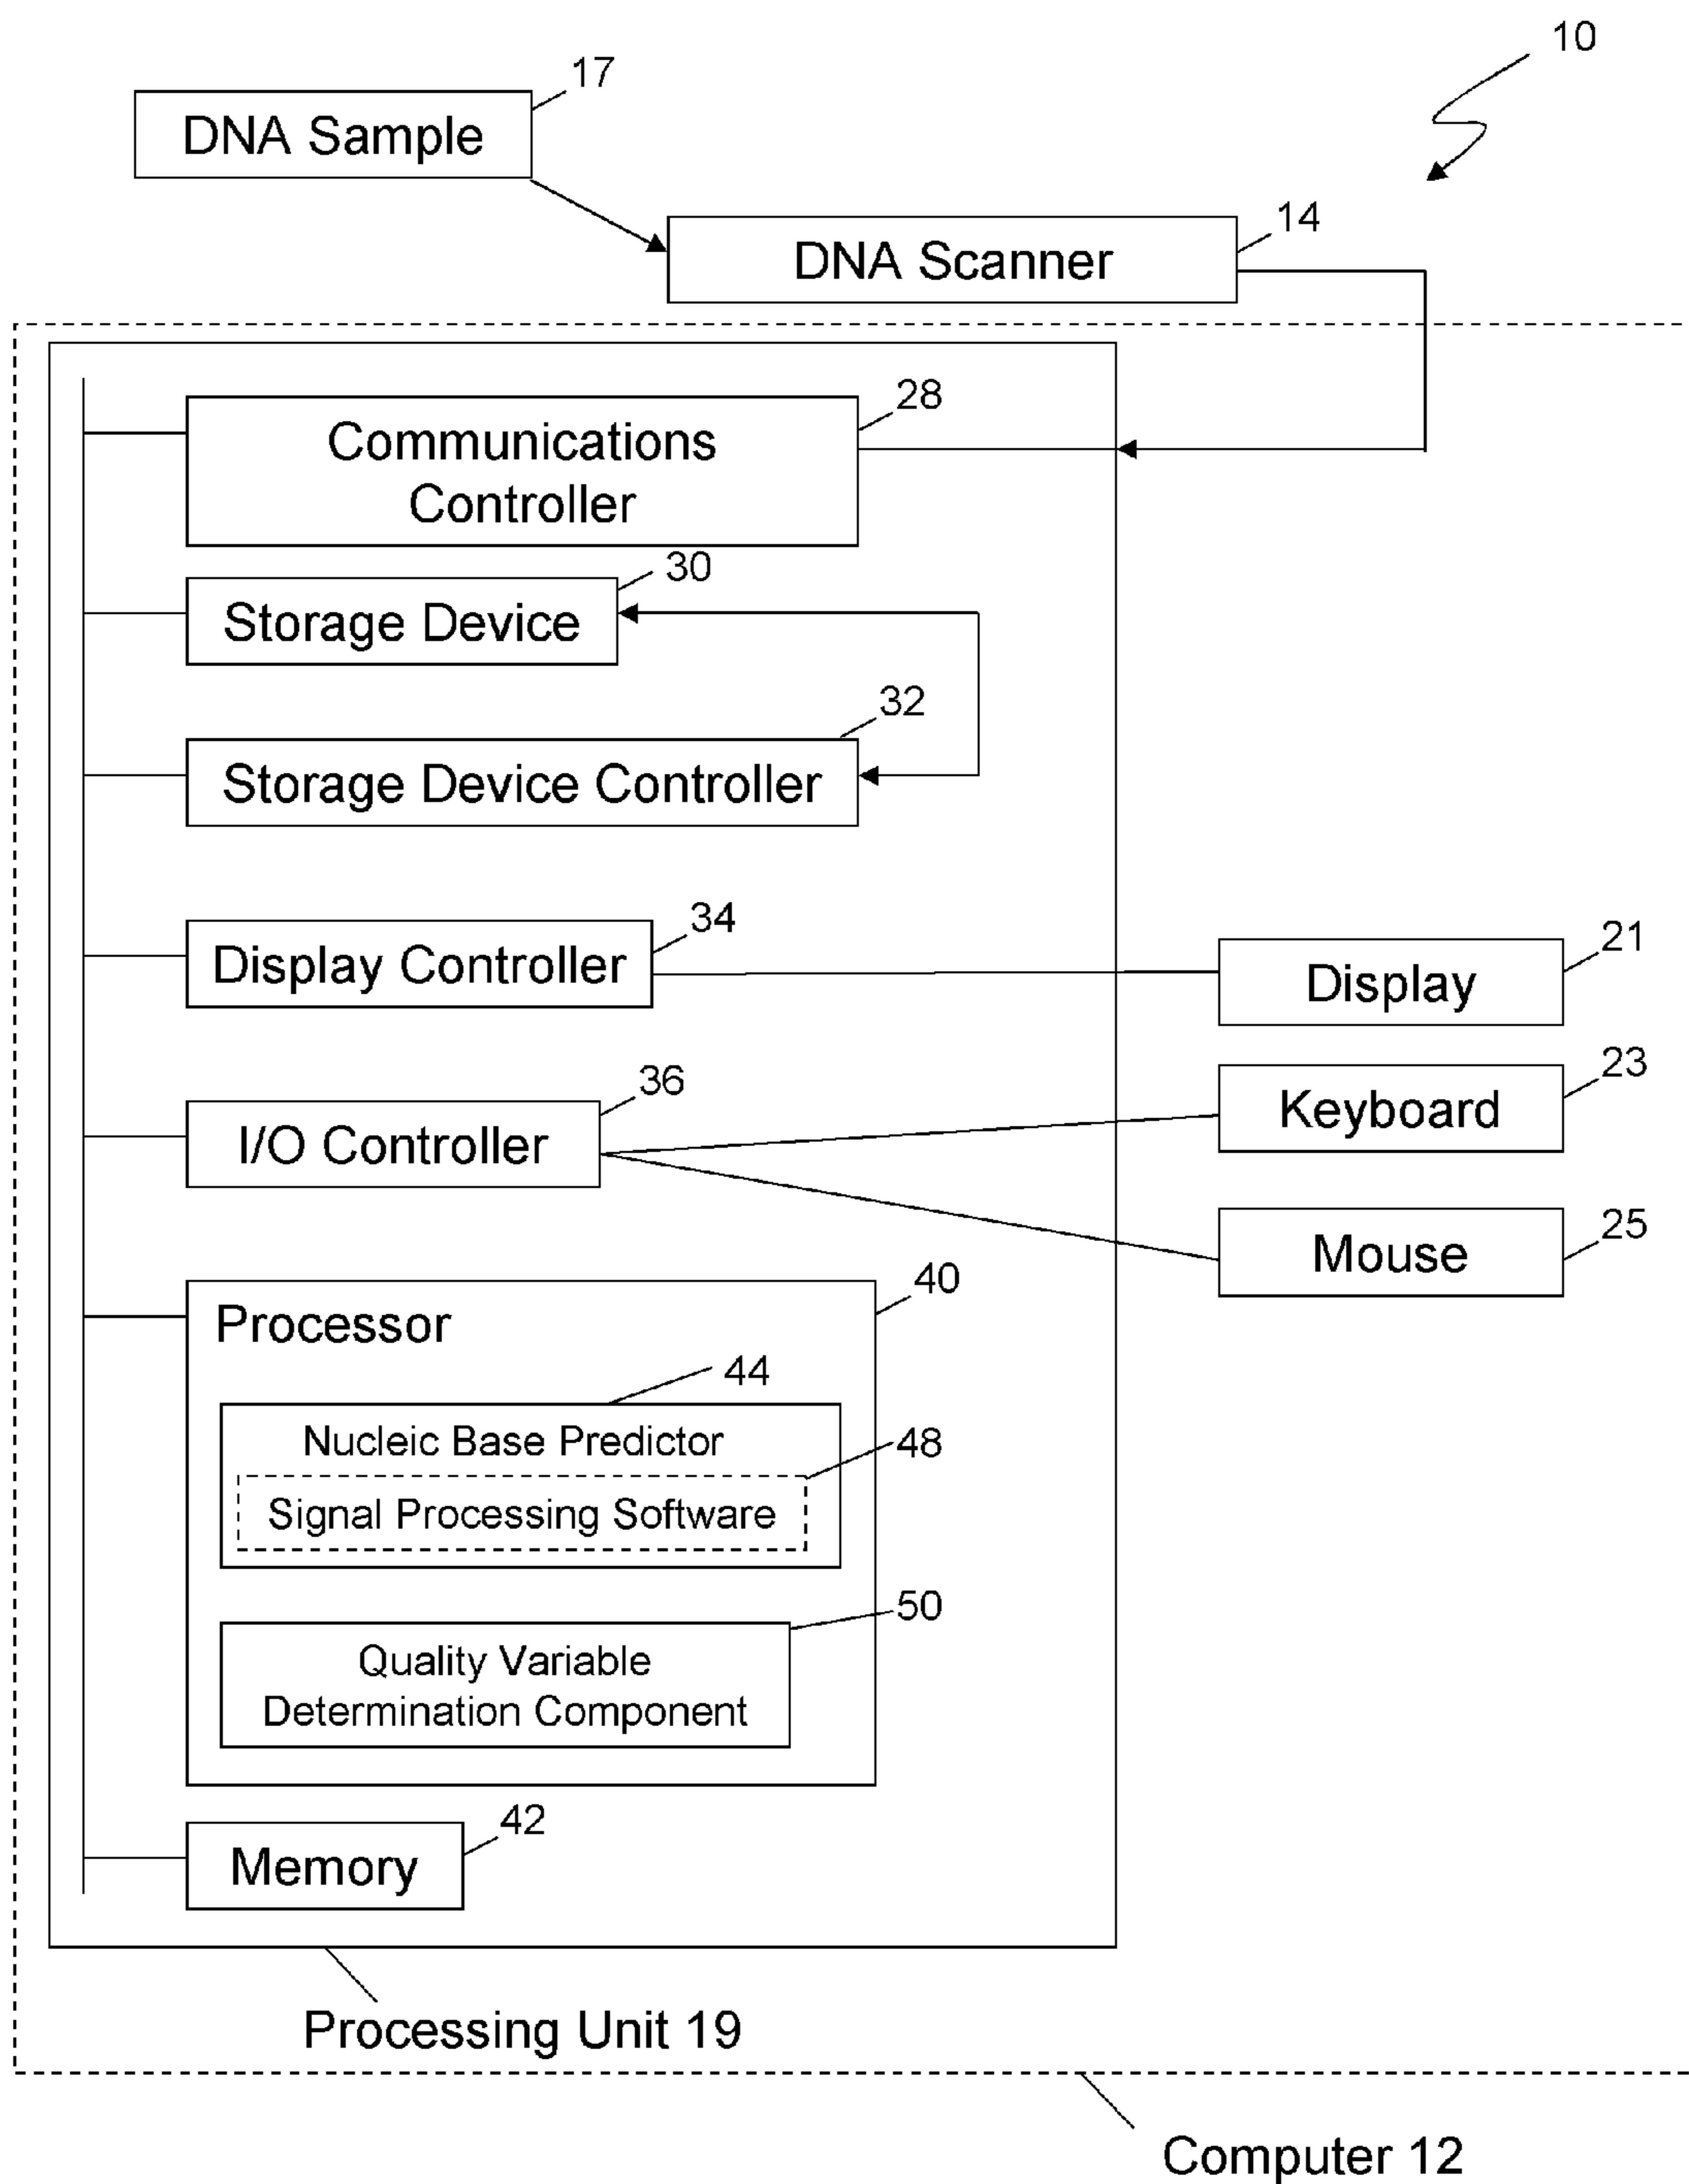 10
17
DNA Sample
14
DNA Scanner
28
Communications
Controller
30
Storage Device
32
Storage Device Controller
34
Display Controller
21
Display
23
Keyboard
36
I/O Controller
25
Mouse
40
Processor
44
Nucleic Base Predictor
48
Signal Processing Software
50
Quality Variable
Determination Component
42
Memory
Processing Unit 19
Computer 12